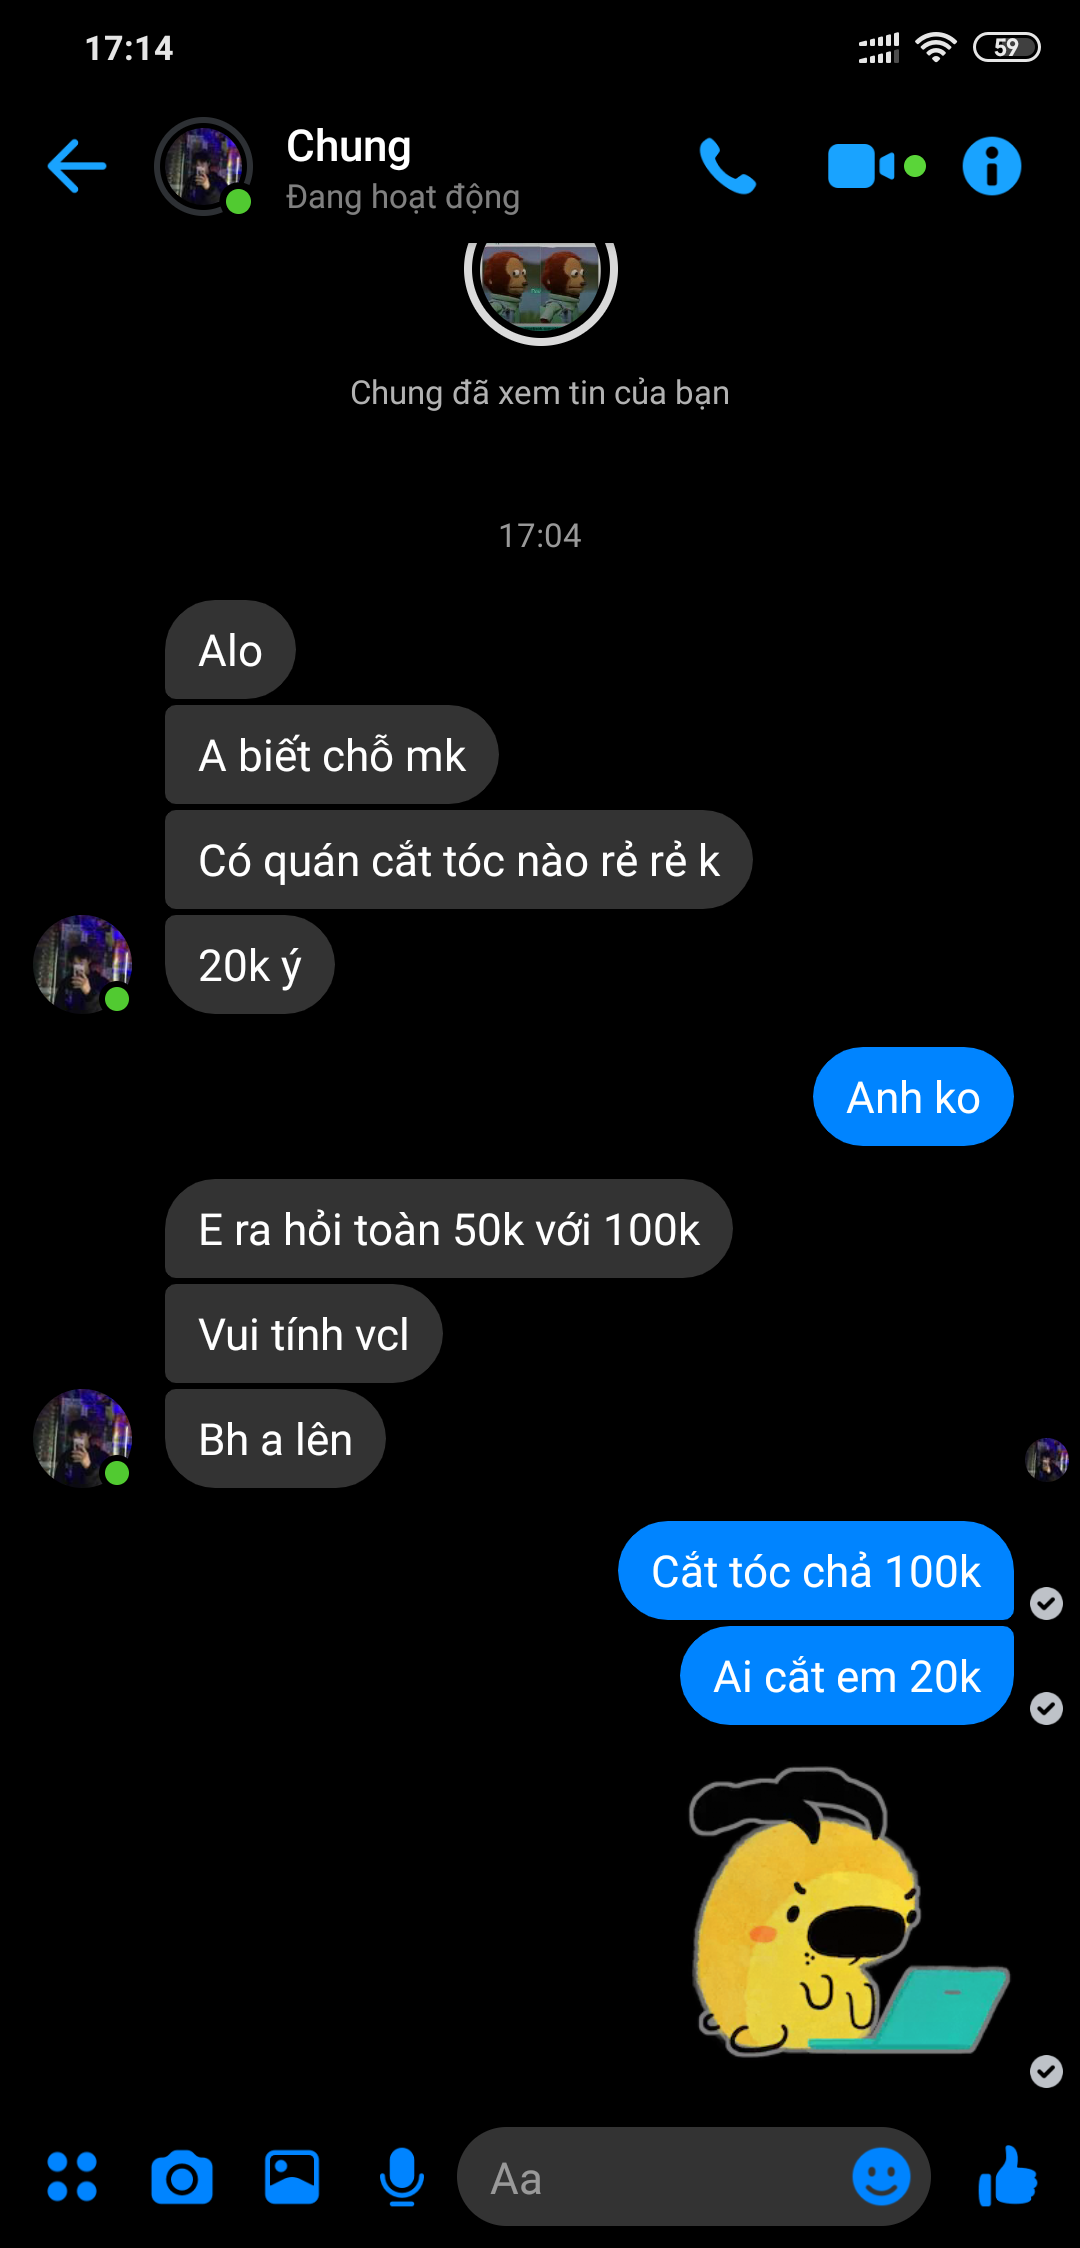 17:14
59
Chung
Đang hoạt động
Chung đã xem tin của bạn
17:04
Alo
A biết chỗ mk
Có quán cắt tóc nào rẻ rẻ k
20k ý
Anh ko
E ra hỏi toàn 50k với 100k
Vui tính vcl
Bh a lên
Cắt tóc chả 100k
Ai cắt em 20k
Aa